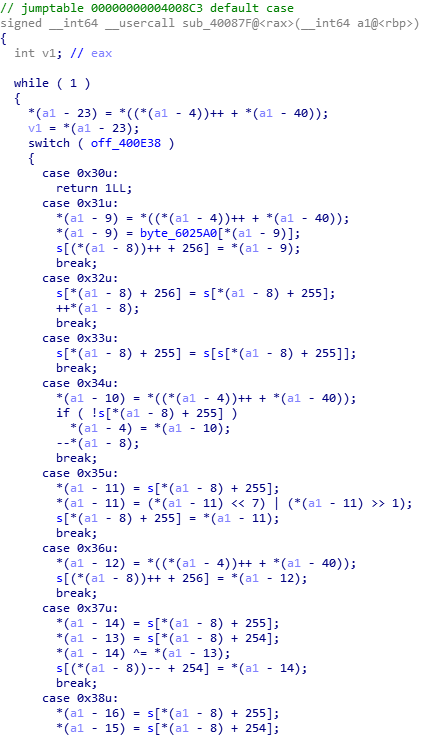 // jumptable 00000000004008C3 default case
signed __int64 __usercall sub_40087F@<rax>(__int64 a1@<rbp>)
{
  int v1; // eax

  while ( 1 )
  {
    *(a1 - 23) = *((*(a1 - 4))++ + *(a1 - 40));
    v1 = *(a1 - 23);
    switch ( off_400E38 )
    {
      case 0x30u:
        return 1LL;
      case 0x31u:
        *(a1 - 9) = *((*(a1 - 4))++ + *(a1 - 40));
        *(a1 - 9) = byte_6025A0[*(a1 - 9)];
        s[(*(a1 - 8))++ + 256] = *(a1 - 9);
        break;
      case 0x32u:
        s[*(a1 - 8) + 256] = s[*(a1 - 8) + 255];
        ++*(a1 - 8);
        break;
      case 0x33u:
        s[*(a1 - 8) + 255] = s[s[*(a1 - 8) + 255]];
        break;
      case 0x34u:
        *(a1 - 10) = *((*(a1 - 4))++ + *(a1 - 40));
        if ( !s[*(a1 - 8) + 255] )
          *(a1 - 4) = *(a1 - 10);
        --*(a1 - 8);
        break;
      case 0x35u:
        *(a1 - 11) = s[*(a1 - 8) + 255];
        *(a1 - 11) = (*(a1 - 11) << 7) | (*(a1 - 11) >> 1);
        s[*(a1 - 8) + 255] = *(a1 - 11);
        break;
      case 0x36u:
        *(a1 - 12) = *((*(a1 - 4))++ + *(a1 - 40));
        s[(*(a1 - 8))++ + 256] = *(a1 - 12);
        break;
      case 0x37u:
        *(a1 - 14) = s[*(a1 - 8) + 255];
        *(a1 - 13) = s[*(a1 - 8) + 254];
        *(a1 - 14) ^= *(a1 - 13);
        s[(*(a1 - 8))-- + 254] = *(a1 - 14);
        break;
      case 0x38u:
        *(a1 - 16) = s[*(a1 - 8) + 255];
        *(a1 - 15) = s[*(a1 - 8) + 254];